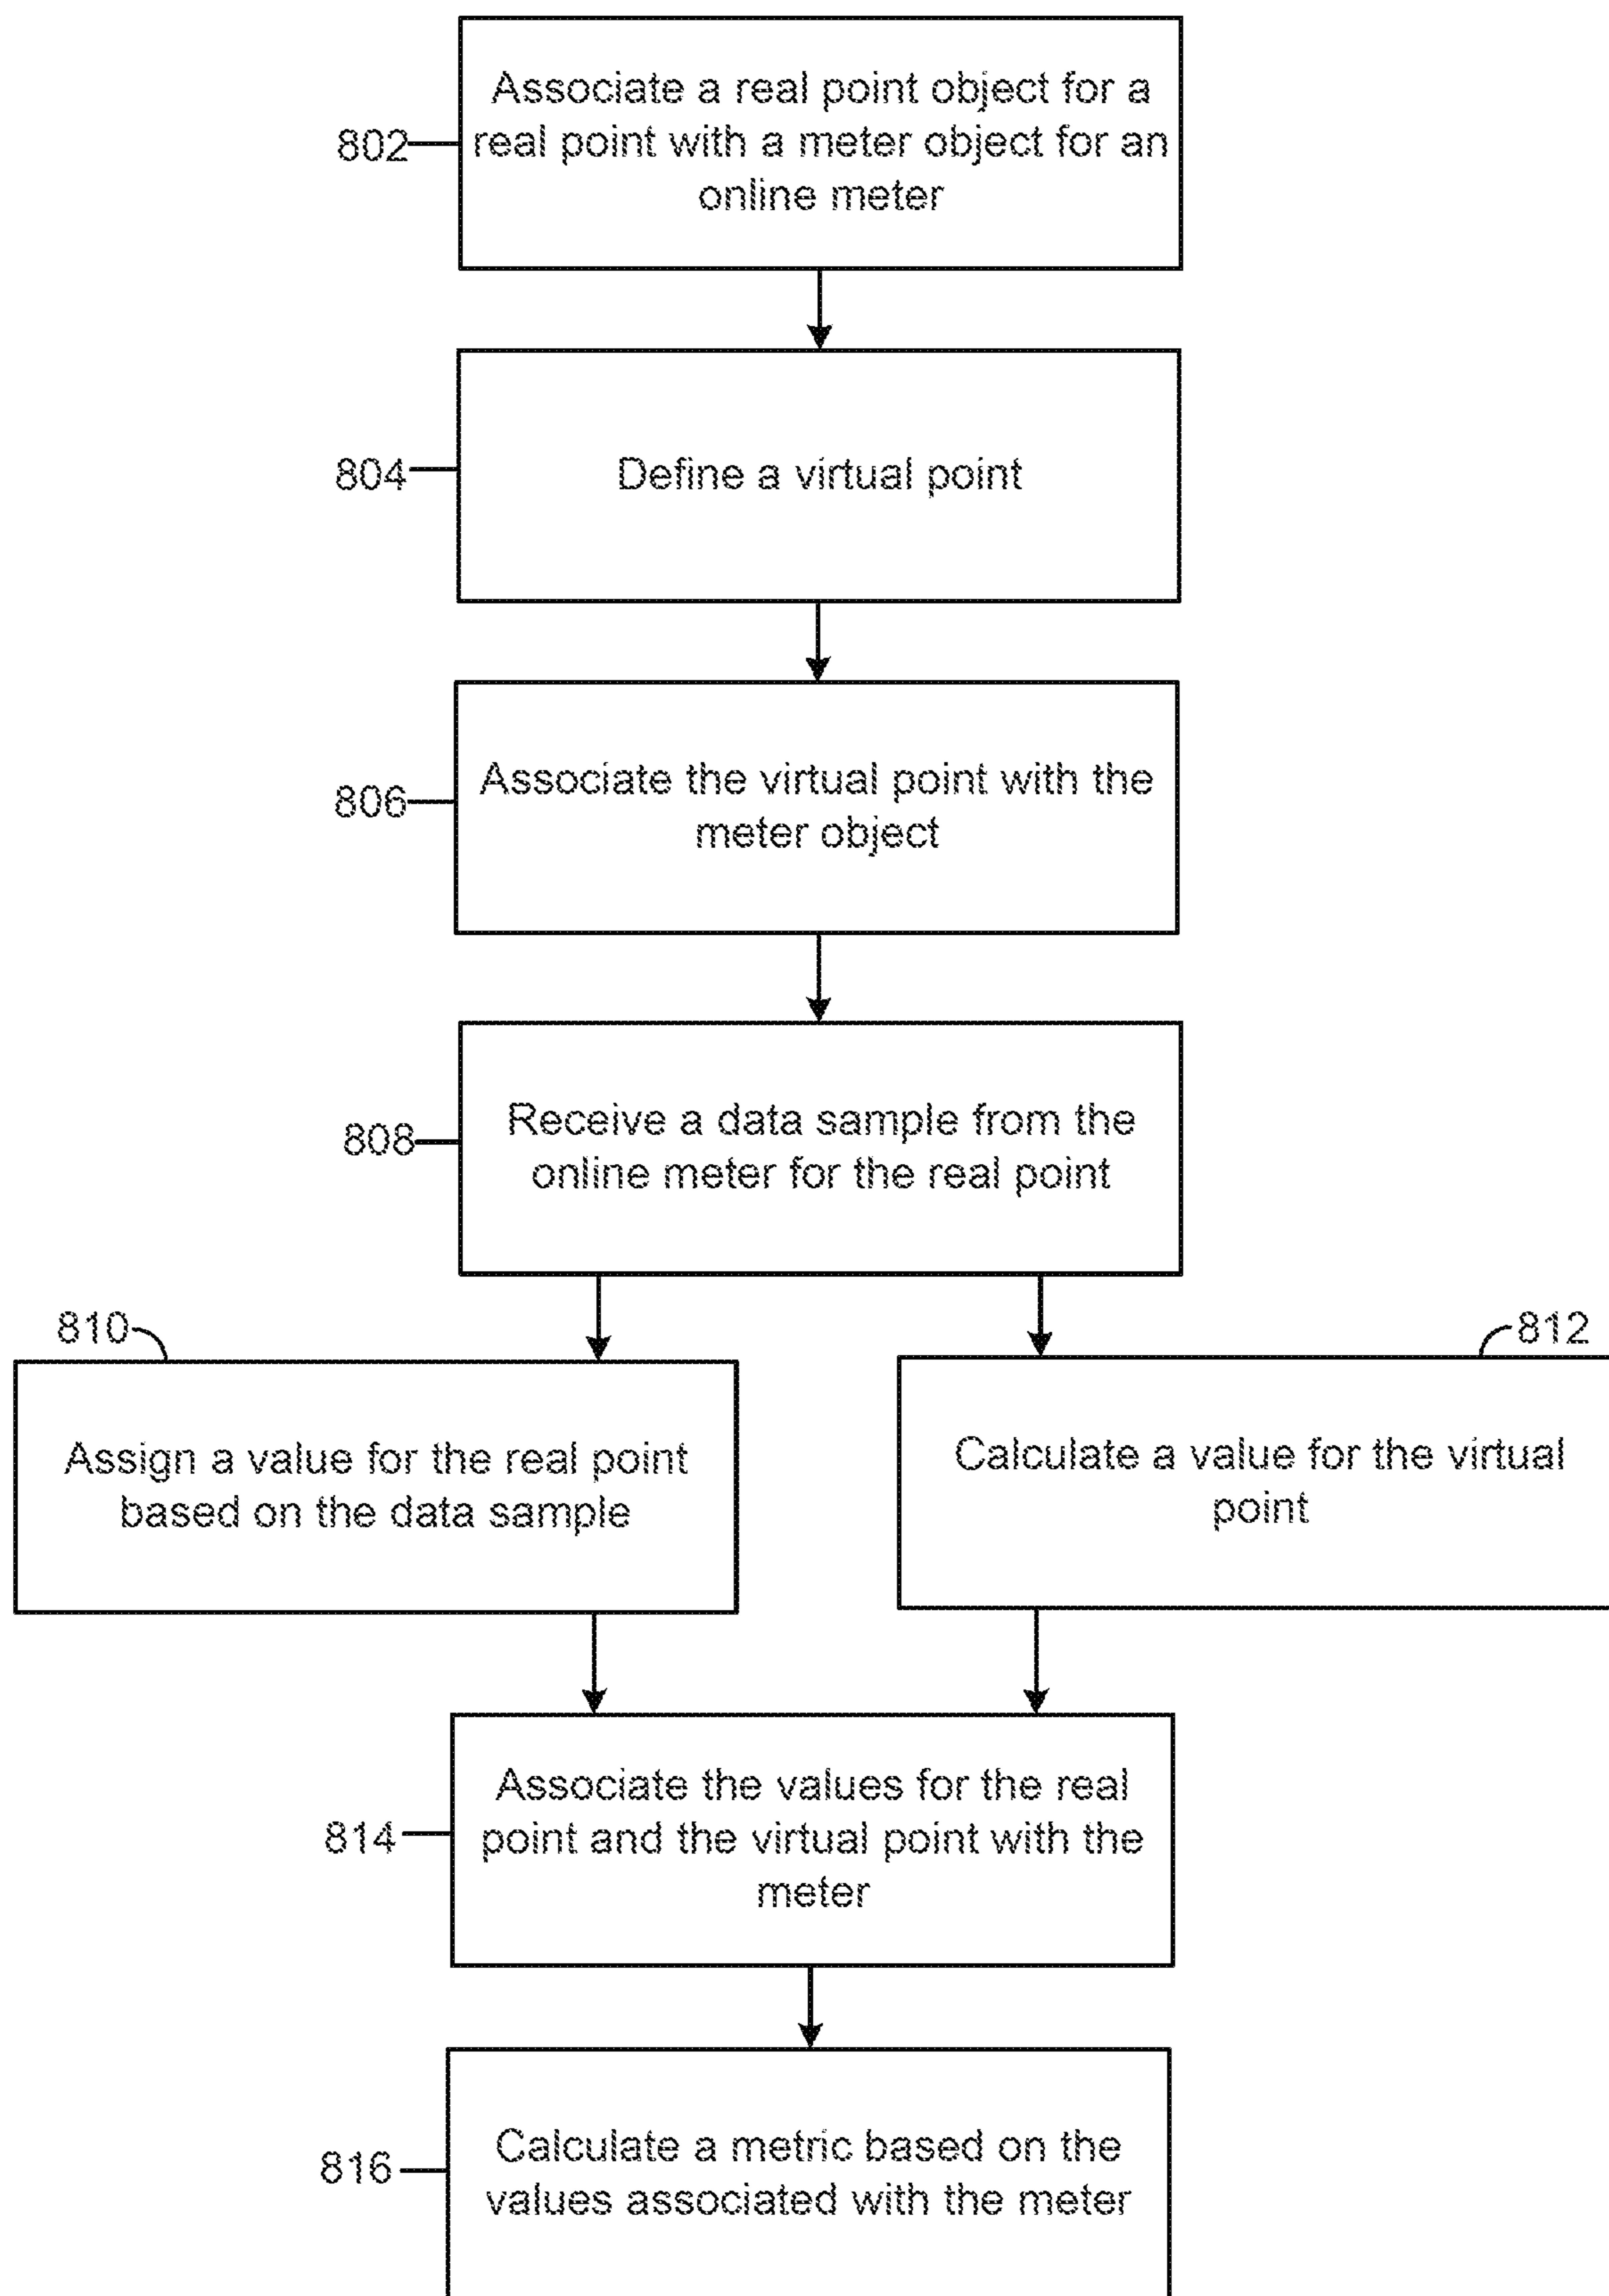 Associate a real point object for a
802
real point with a meter object for an
online meter
804
Define a virtual point
Associate the virtual point with the
806
meter object
Receive a data sample from the
808
online meter for the real point
810
812
Assign a value for the real point
based on the data sample
Calculate a value for the virtual
point
Associate the values for the real
814
point and the virtual point with the
meter
Calculate a metric based on the
816
values associated with the meter